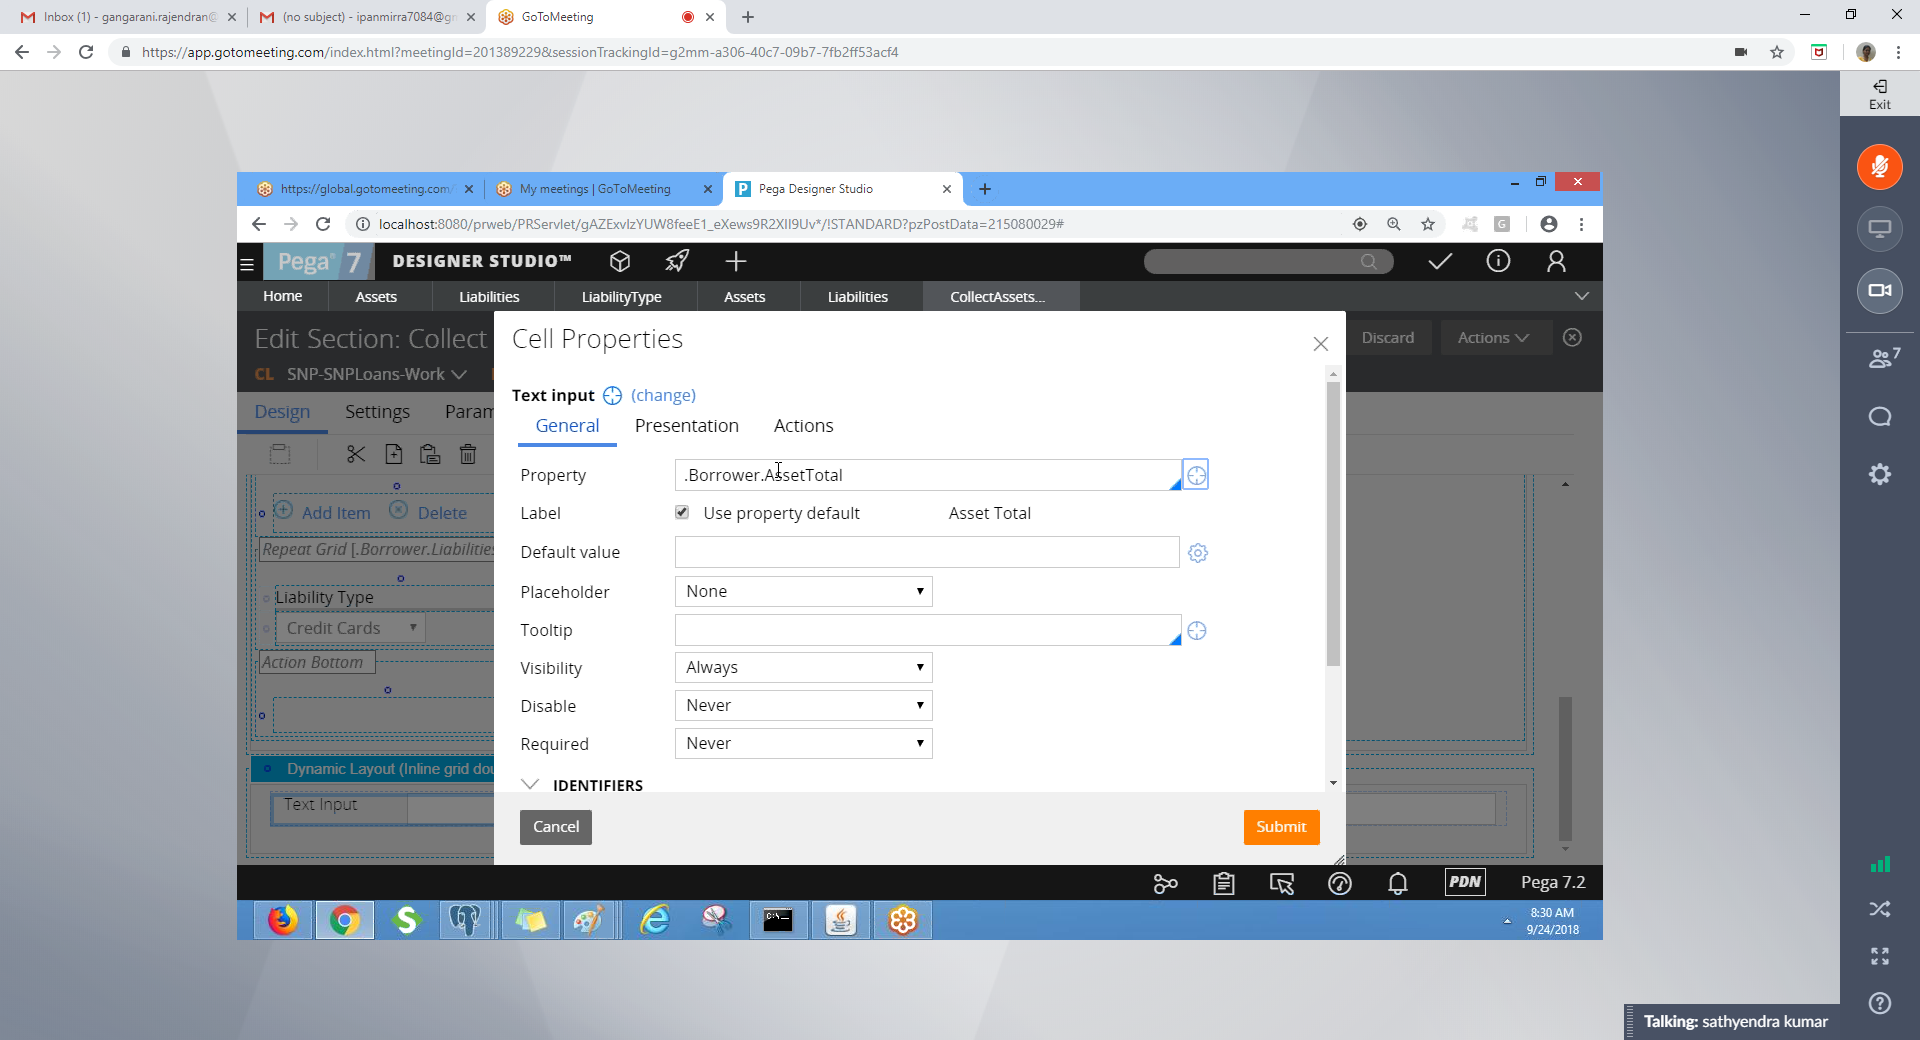 Inbox (1) - gangarani.rajendran@
(no subject) - ipanmirra7084@gm
GoToMeeting
https://app.gotomeeting.com/index.html?meetingId=201389229&sessionTrackingId=g2mm-a306-40c7-09b7-7fb2ff53acf4
Exit
https://global.gotomeeting.com/
My meetings | GoToMeeting
Pega Designer Studio
localhost:8080/prweb/PRServlet/gAZExvlzYUW8feeE1_eXews9R2XII9Uv*/!STANDARD?pzPostData=215080029#
Pega 7
DESIGNER STUDIO™
Home
Assets
Liabilities
LiabilityType
Assets
Liabilities
CollectAssets...
Edit Section: Collect
Discard
Actions
CL SNP-SNPLoans-Work
Design
Settings
Param
Add Item
Delete
Repeat Grid [.Borrower.Liabilities
Liability Type
Credit Cards
Action Bottom
Dynamic Layout (Inline grid dou
Text Input
Cell Properties
Text input (change)
General
Presentation
Actions
Property
.Borrower.AssetTotal
Label
Use property default
Asset Total
Default value
Placeholder
None
Tooltip
Visibility
Always
Disable
Never
Required
Never
IDENTIFIERS
Cancel
Submit
PDN
Pega 7.2
8:30 AM
9/24/2018
7
Talking: sathyendra kumar